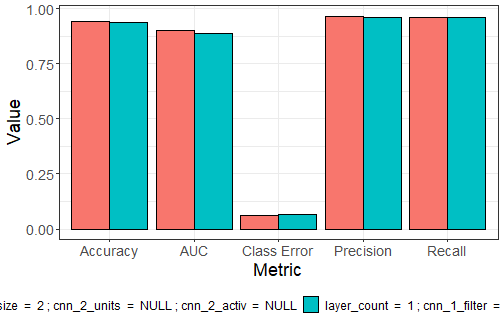 1.00
0.75
0.50
0.25
0.00
Value
Accuracy AUC Class Error Precision Recall
Metric
size = 2 ; cnn_2_units = NULL ; cnn_2_activ = NULL layer_count = 1 ; cnn_1_filter =